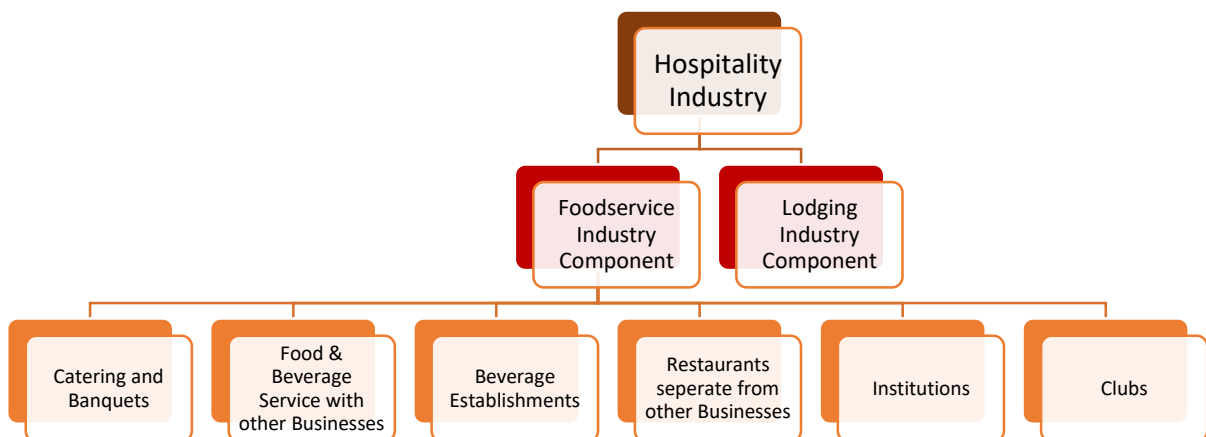 Hospitality
Industry
Foodservice
Industry
Component
Lodging
Industry
Component
Catering and
Banquets
Food &
Beverage
Service with
other Businesses
Beverage
Establishments
Restaurants
seperate from
other Businesses
Institutions
Clubs